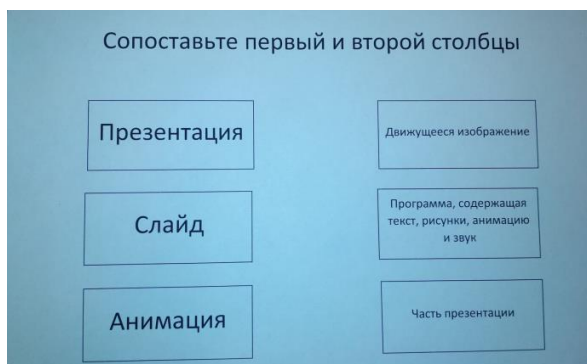 Сопоставьте первый и второй столбцы
Презентация
Движущееся изображение
Слайд
Программа, содержащая
текст, рисунки, анимацию
и звук
Анимация
Часть презентации